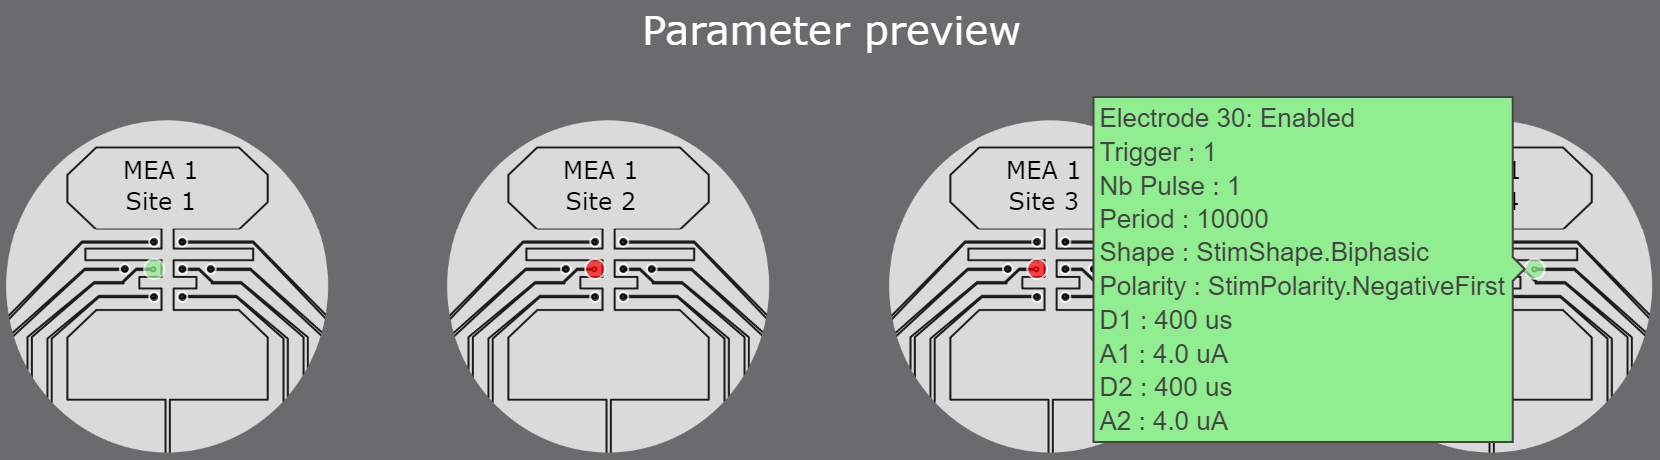 Parameter preview
MEA 1
Site 1
MEA 1
Site 2
MEA 1
Site 3
Electrode 30: Enabled
Trigger : 1
Nb Pulse : 1
Period : 10000
Shape : StimShape.Biphasic
Polarity : StimPolarity.NegativeFirst
D1 : 400 us
A1 : 4.0 uA
D2 : 400 us
A2 : 4.0 uA
1
4